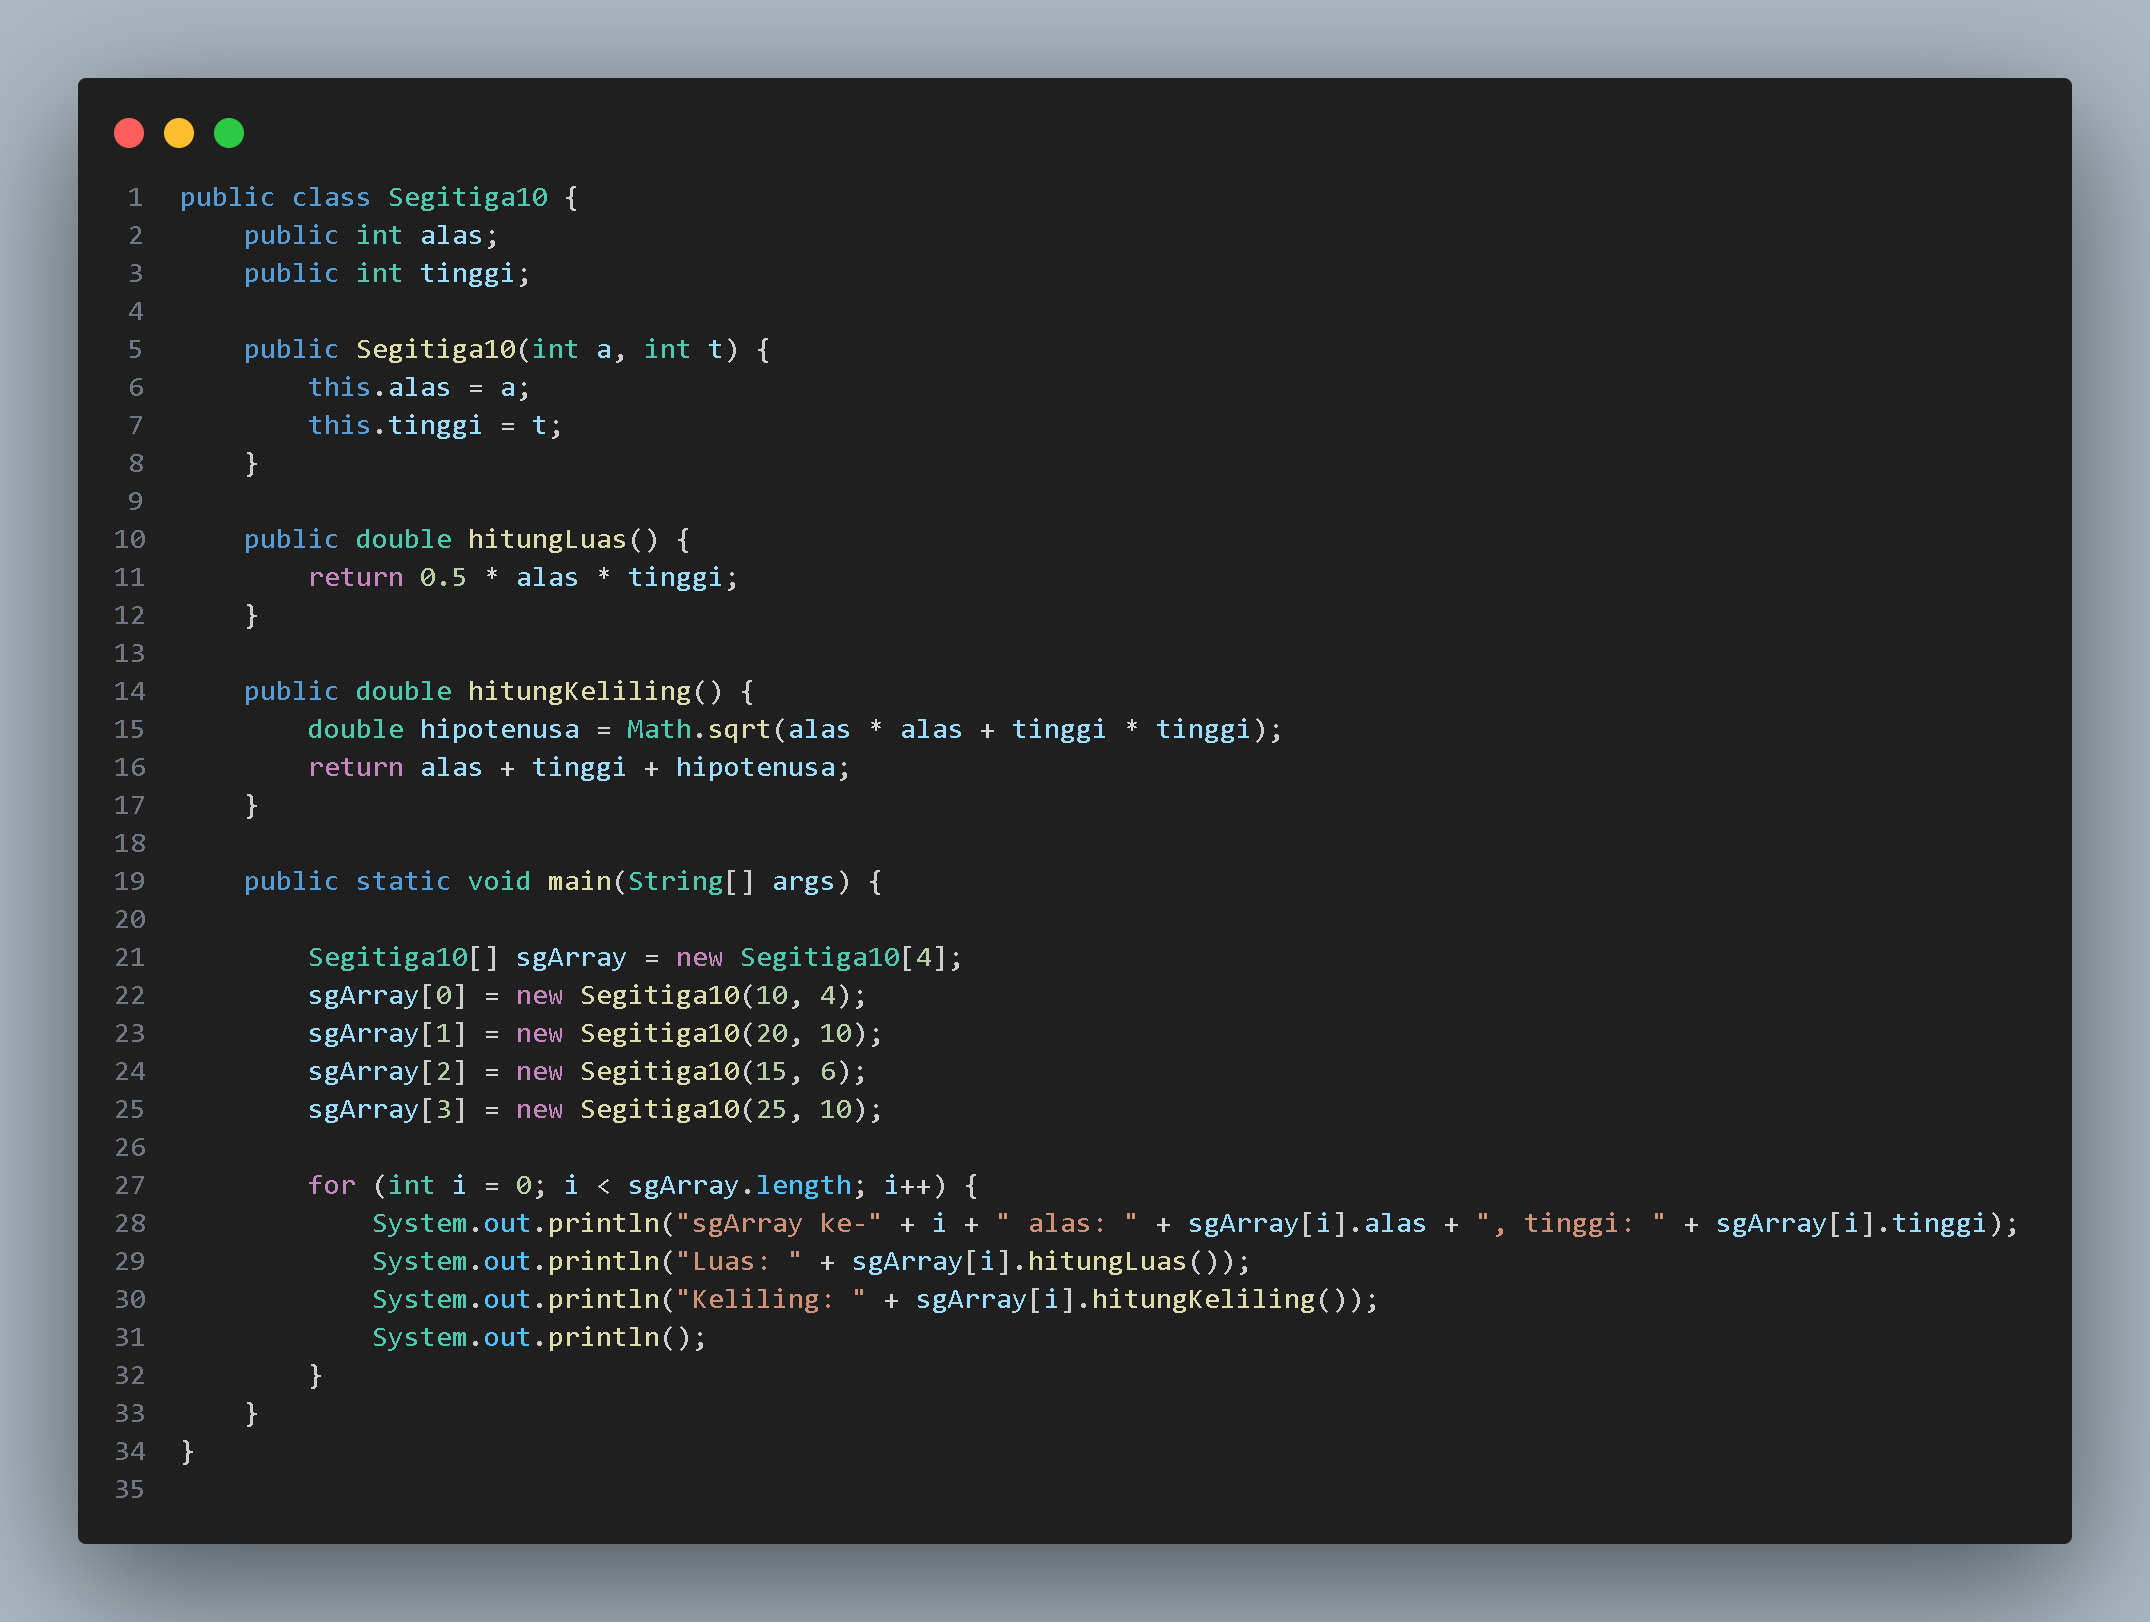 1 public class Segitiga10 {
2     public int alas;
3     public int tinggi;
4
5     public Segitiga10(int a, int t) {
6         this.alas = a;
7         this.tinggi = t;
8     }
9
10     public double hitungLuas() {
11         return 0.5 * alas * tinggi;
12     }
13
14     public double hitungKeliling() {
15         double hipotenusa = Math.sqrt(alas * alas + tinggi * tinggi);
16         return alas + tinggi + hipotenusa;
17     }
18
19     public static void main(String[] args) {
20
21         Segitiga10[] sgArray = new Segitiga10[4];
22         sgArray[0] = new Segitiga10(10, 4);
23         sgArray[1] = new Segitiga10(20, 10);
24         sgArray[2] = new Segitiga10(15, 6);
25         sgArray[3] = new Segitiga10(25, 10);
26
27         for (int i = 0; i < sgArray.length; i++) {
28             System.out.println("sgArray ke-" + i + " alas: " + sgArray[i].alas + ", tinggi: " + sgArray[i].tinggi);
29             System.out.println("Luas: " + sgArray[i].hitungLuas());
30             System.out.println("Keliling: " + sgArray[i].hitungKeliling());
31             System.out.println();
32         }
33     }
34 }
35